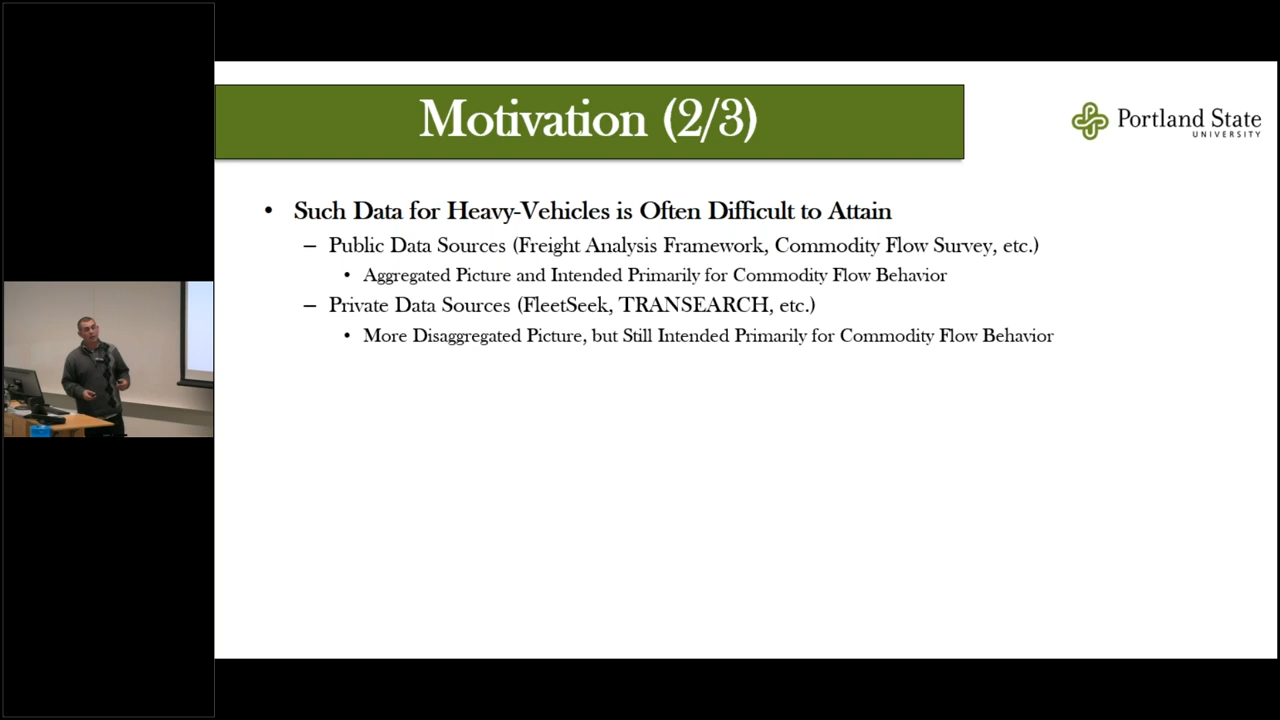 Motivation (2/3)
Portland State
UNIVERSITY
• Such Data for Heavy-Vehicles is Often Difficult to Attain
– Public Data Sources (Freight Analysis Framework, Commodity Flow Survey, etc.)
• Aggregated Picture and Intended Primarily for Commodity Flow Behavior
– Private Data Sources (FleetSeek, TRANSEARCH, etc.)
• More Disaggregated Picture, but Still Intended Primarily for Commodity Flow Behavior